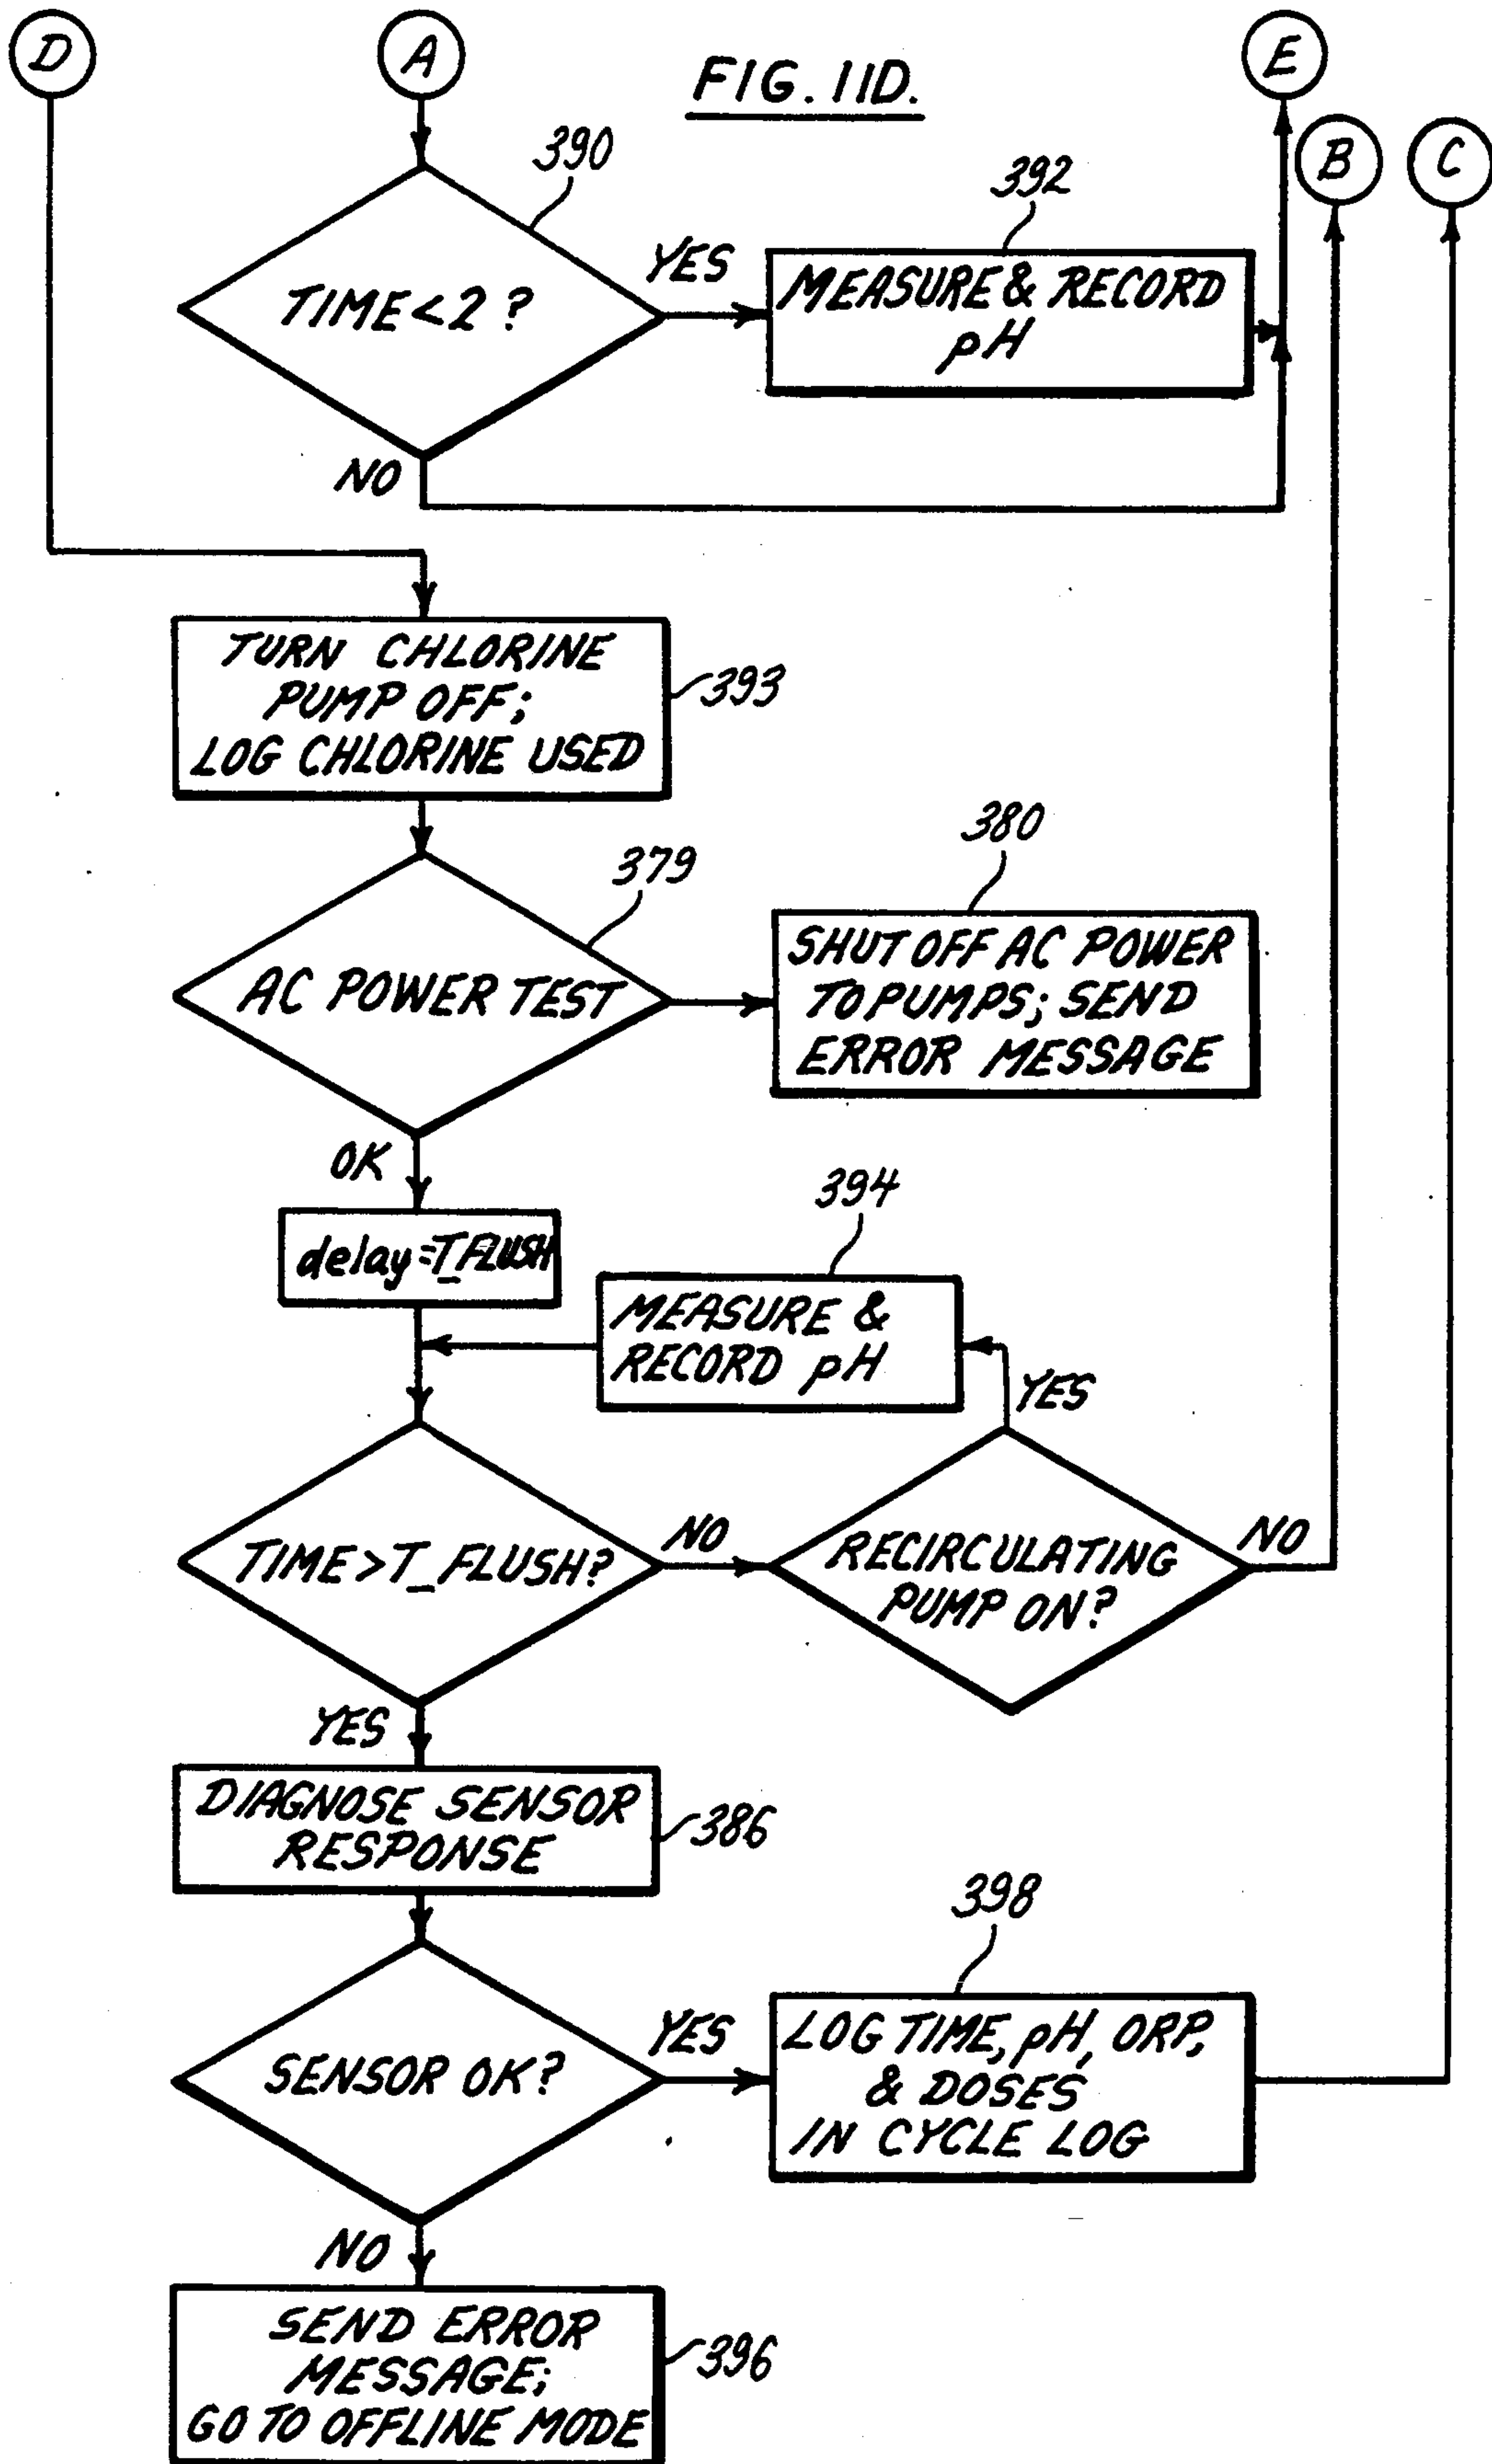 D
A
FIG. 11D.
E
B
C
390
392
TIME < 2 ?
YES
MEASURE & RECORD
pH
NO
TURN CHLORINE
PUMP OFF;
LOG CHLORINE USED
393
379
380
AC POWER TEST
SHUT OFF AC POWER
TO PUMPS; SEND
ERROR MESSAGE
OK
delay=T_FLUSH
394
MEASURE &
RECORD pH
YES
TIME>T_FLUSH?
NO
RECIRCULATING
PUMP ON?
NO
YES
DIAGNOSE SENSOR
RESPONSE
386
398
SENSOR OK?
YES
LOG TIME, pH, ORP,
& DOSES
IN CYCLE LOG
NO
SEND ERROR
MESSAGE;
GO TO OFFLINE MODE
396